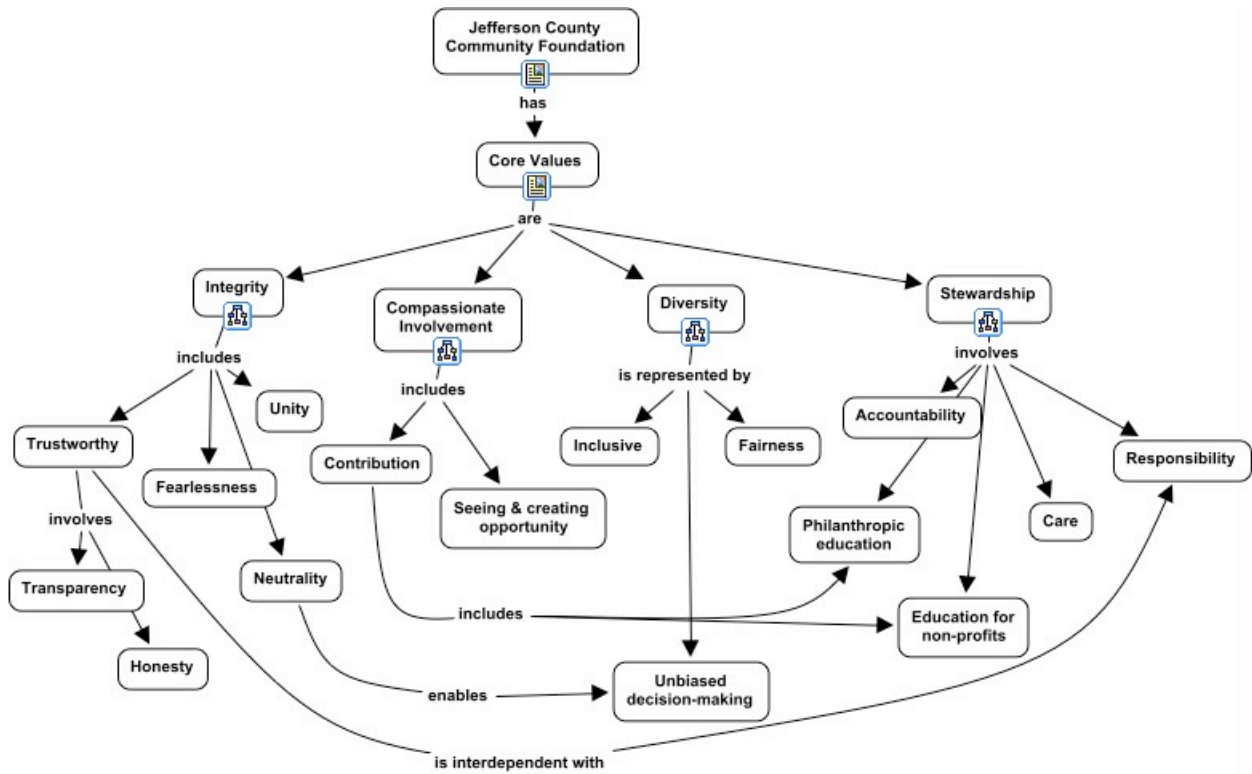 Jefferson County
Community Foundation
has
Core Values
are
Integrity
Compassionate
Involvement
Diversity
Stewardship
includes
includes
is represented by
involves
Unity
Trustworthy
Fearlessness
Contribution
Seeing & creating
opportunity
Inclusive
Fairness
Accountability
Responsibility
Philanthropic
education
Care
involves
Transparency
Honesty
Neutrality
includes
Education for
non-profits
enables
Unbiased
decision-making
is interdependent with